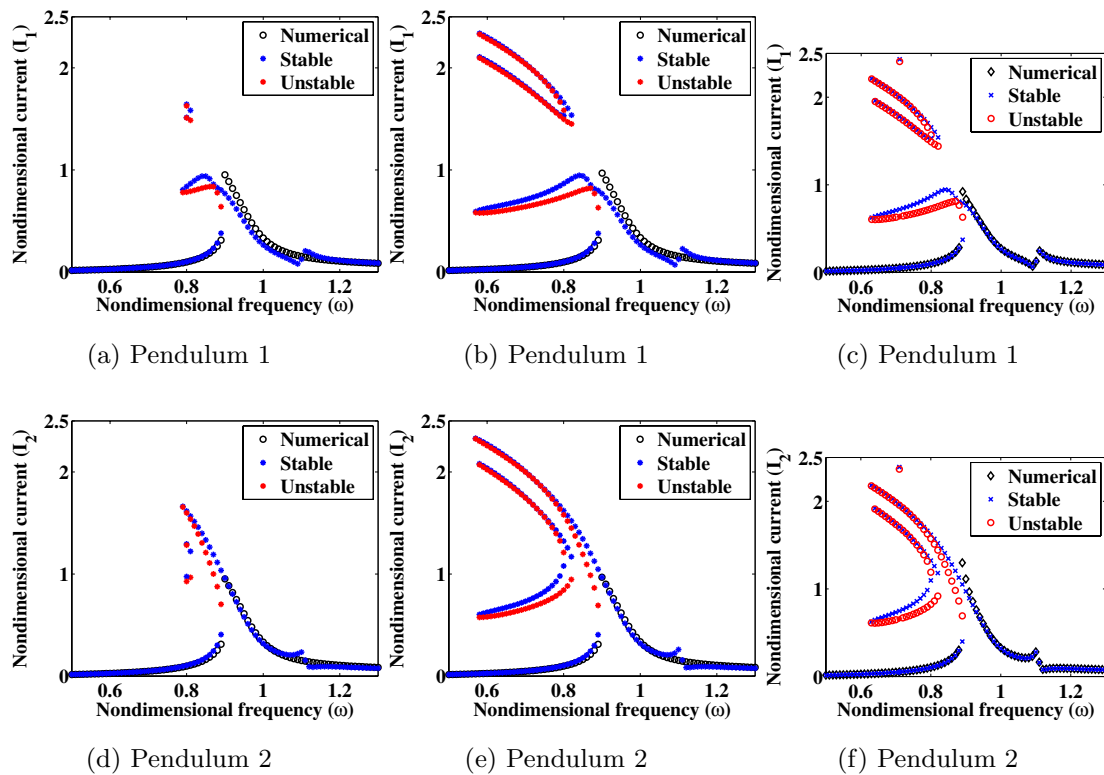 Nondimensional current (I1)
2.5
2
1
0
Numerical
Stable
Unstable
0.6 0.8 1 1.2
Nondimensional frequency (ω)
(a) Pendulum 1
Nondimensional current (I1)
2.5
2
1
0
Numerical
Stable
Unstable
0.6 0.8 1 1.2
Nondimensional frequency (ω)
(b) Pendulum 1
Nondimensional current (I1)
2.5
2
1
0
Numerical
Stable
Unstable
0.6 0.8 1 1.2
Nondimensional frequency (ω)
(c) Pendulum 1
Nondimensional current (I2)
2.5
2
1
0
Numerical
Stable
Unstable
0.6 0.8 1 1.2
Nondimensional frequency (ω)
(d) Pendulum 2
Nondimensional current (I2)
2.5
2
1
0
Numerical
Stable
Unstable
0.6 0.8 1 1.2
Nondimensional frequency (ω)
(e) Pendulum 2
Nondimensional current (I2)
2.5
2
1
0
Numerical
Stable
Unstable
0.6 0.8 1 1.2
Nondimensional frequency (ω)
(f) Pendulum 2